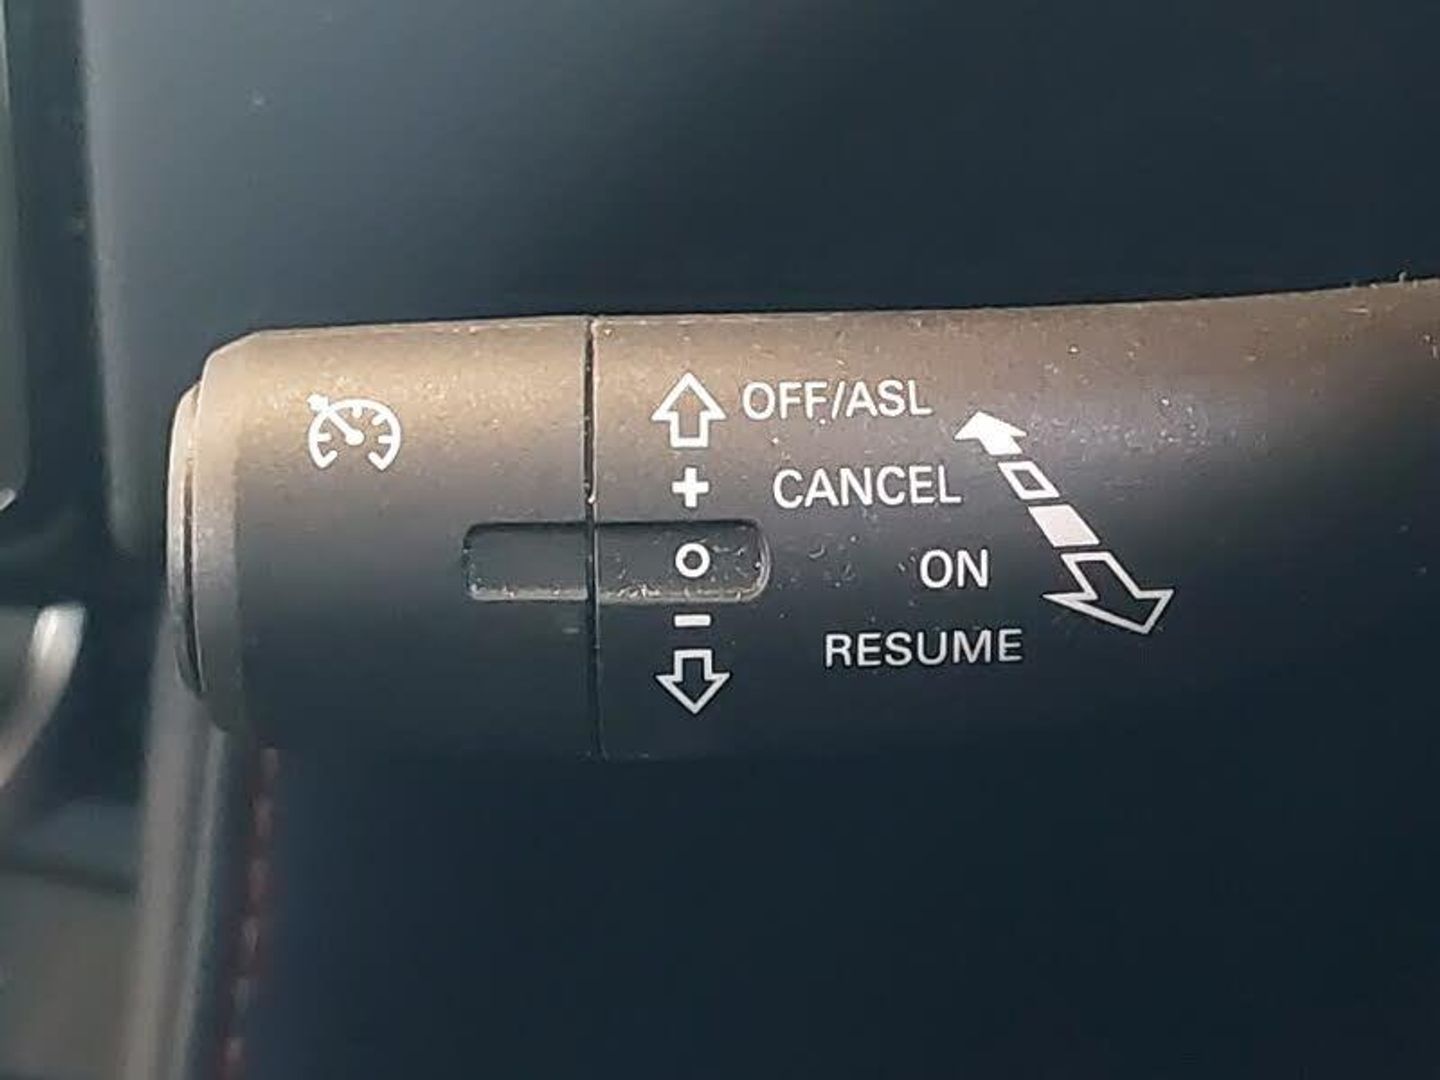 OFF/ASL
+ CANCEL
O ON
− RESUME